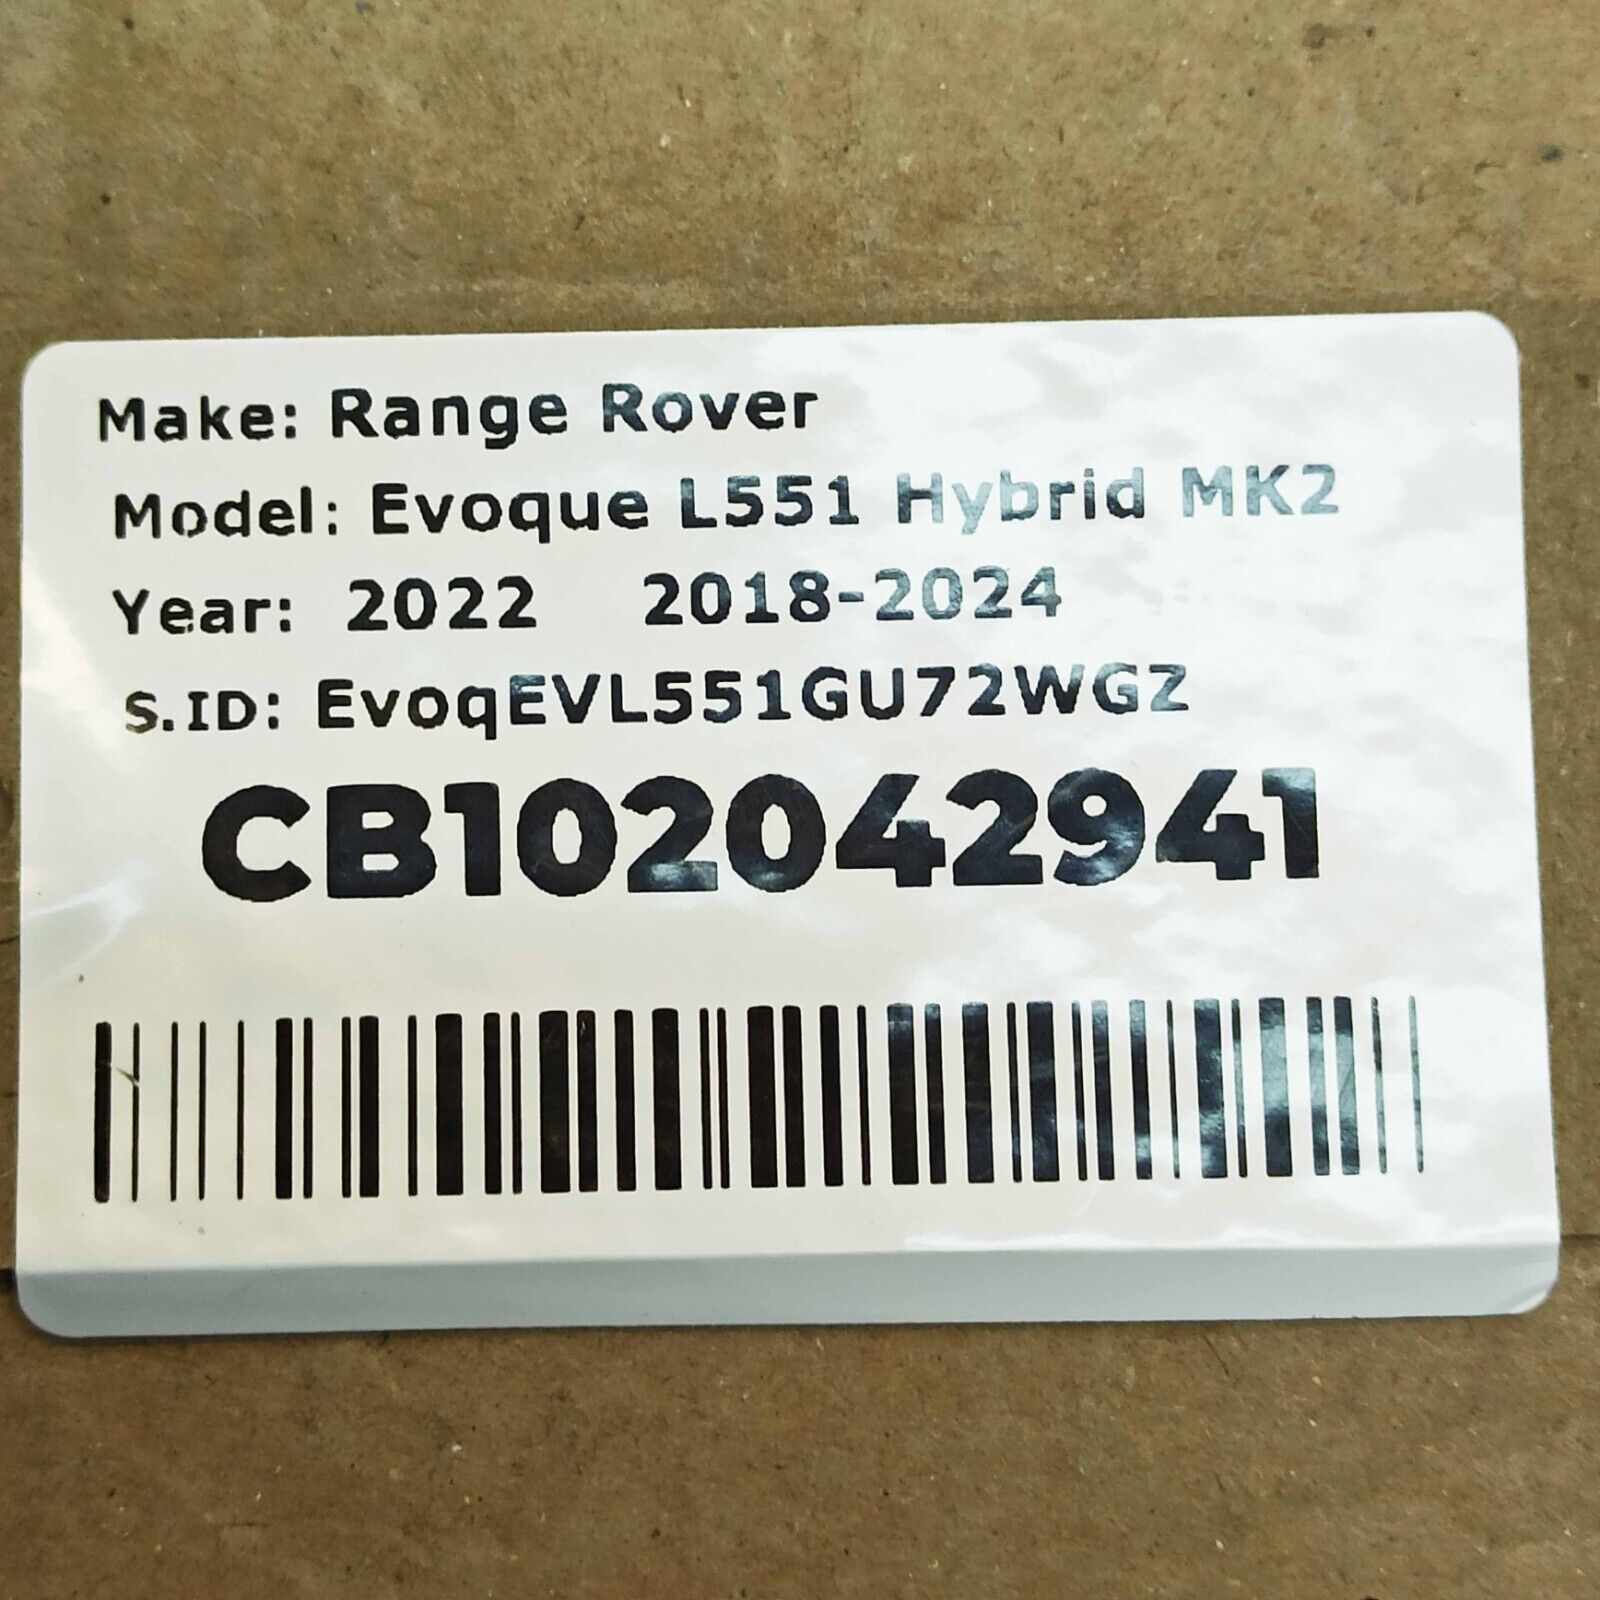 Make: Range Rover
Model: Evoque L551 Hybrid MK2
Year: 2022 2018-2024
S.ID: EvoqEVL551GU72WGZ
CB102042941